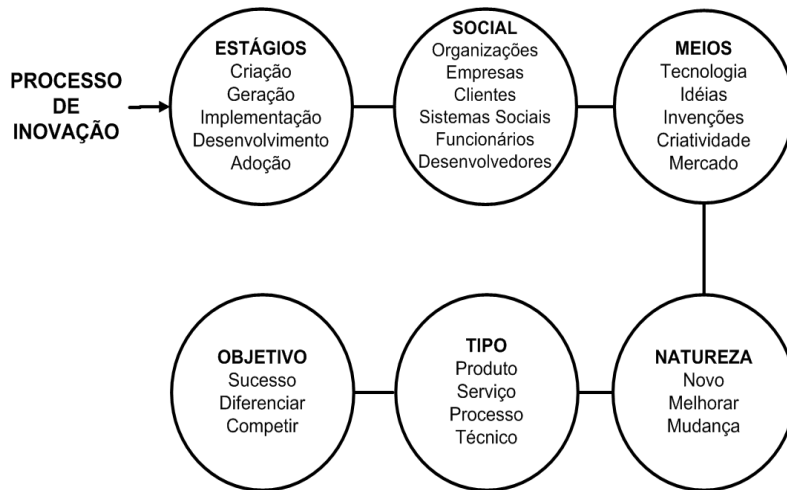 PROCESSO
DE
INOVAÇÃO
ESTÁGIOS
Criação
Geração
Implementação
Desenvolvimento
Adoção
SOCIAL
Organizações
Empresas
Clientes
Sistemas Sociais
Funcionários
Desenvolvedores
MEIOS
Tecnologia
Idéias
Invenções
Criatividade
Mercado
OBJETIVO
Sucesso
Diferenciar
Competir
TIPO
Produto
Serviço
Processo
Técnico
NATUREZA
Novo
Melhorar
Mudança